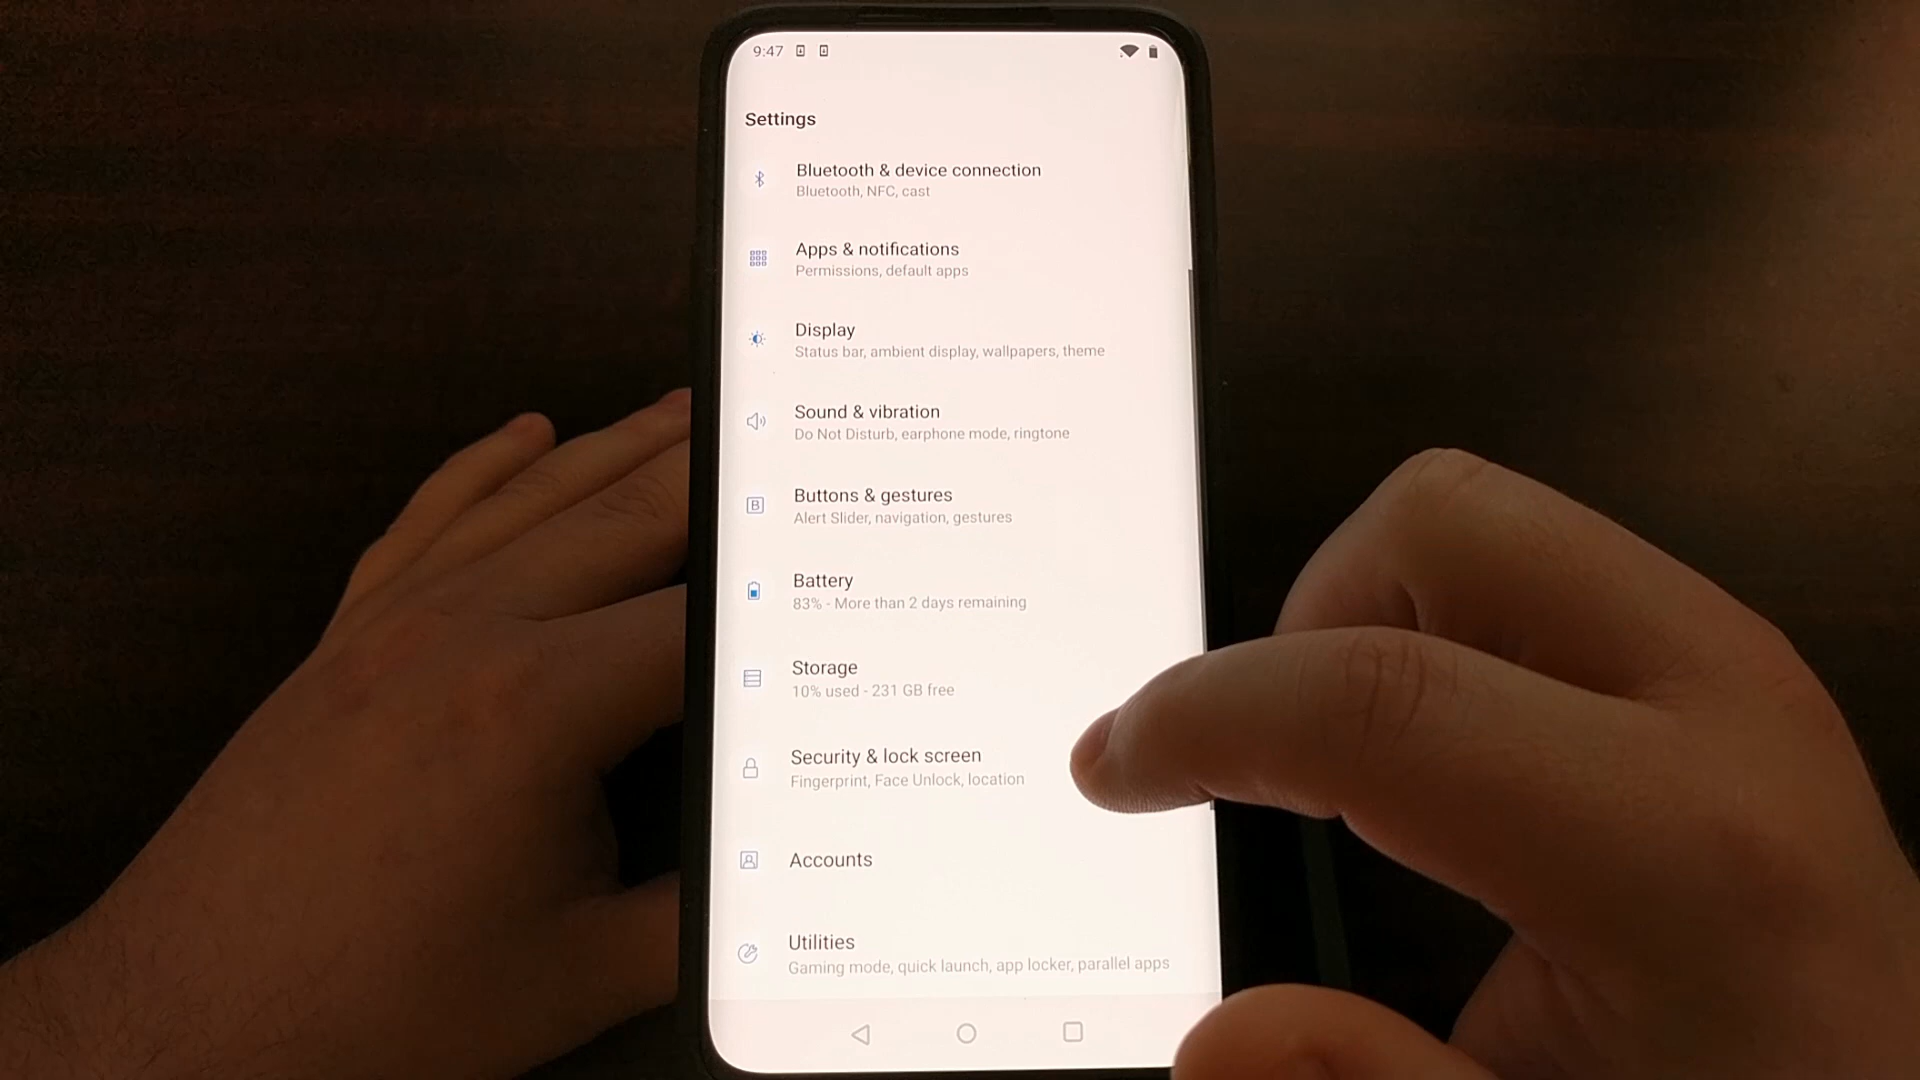 9:47
Settings
Bluetooth & device connection
Bluetooth, NFC, cast
Apps & notifications
Permissions, default apps
Display
Status bar, ambient display, wallpapers, theme
Sound & vibration
Do Not Disturb, earphone mode, ringtone
B
Buttons & gestures
Alert Slider, navigation, gestures
Battery
83% - More than 2 days remaining
Storage
10% used - 231 GB free
Security & lock screen
Fingerprint, Face Unlock, location
Accounts
Utilities
Gaming mode, quick launch, app locker, parallel apps